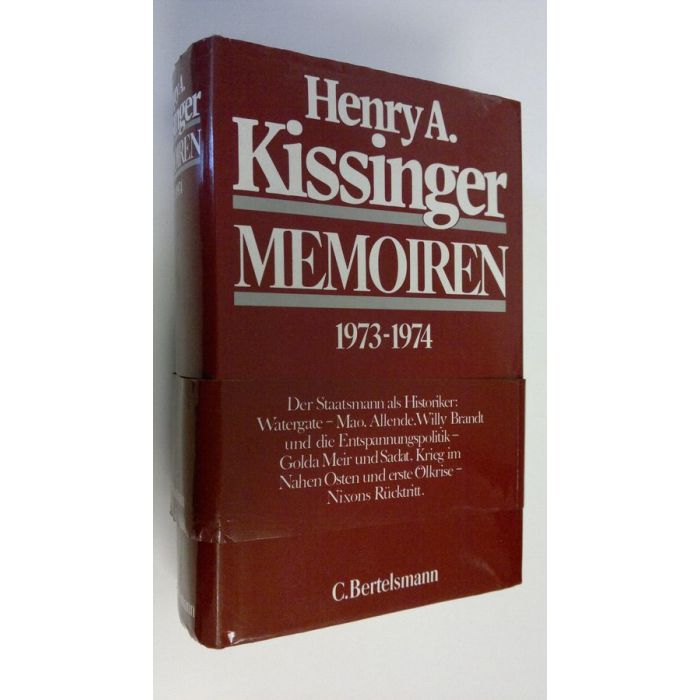 Henry A.
Kissinger
MEMOIREN
1973-1974
Der Staatsmann als Historiker:
Watergate – Mao. Allende. Willy Brandt
und die Entspannungspolitik –
Golda Meir und Sadat. Krieg im
Nahen Osten und erste Ölkrise –
Nixons Rücktritt.
C. Bertelsmann